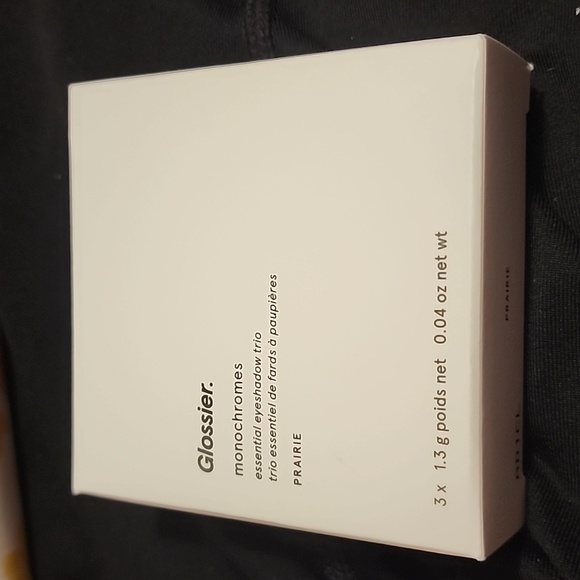 Glossier.
monochromes
essential eyeshadow trio
trio essentiel de fards à paupières
PRAIRIE
3 x 1.3 g poids net 0.04 oz net wt
PRAIRIE